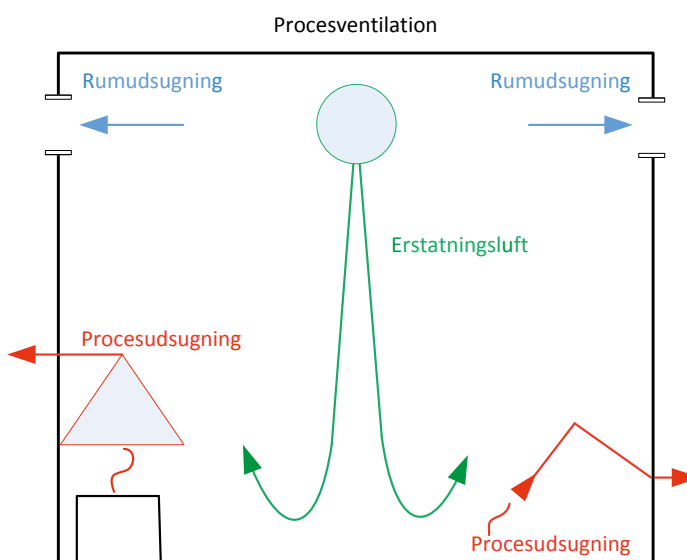 Procesventilation
Rumudsugning
Rumudsugning
Erstatningsluft
Procesudsugning
Procesudsugning